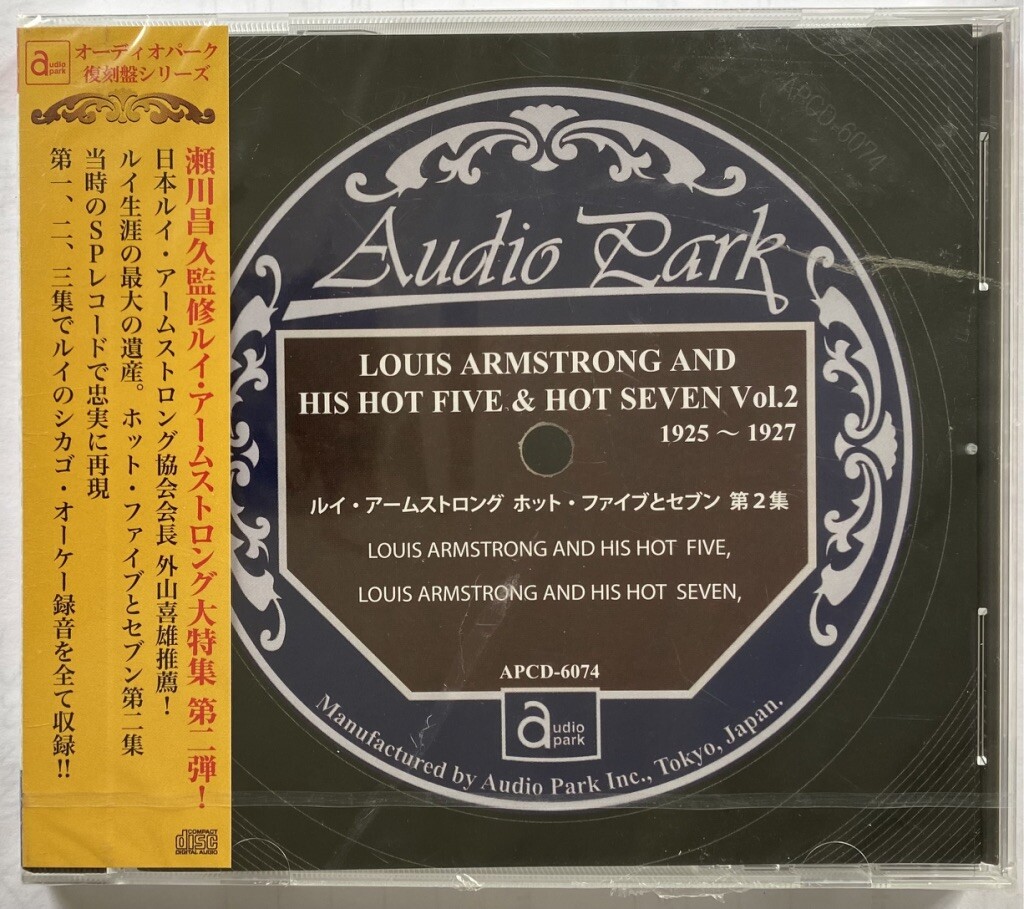 audio park
オーディオパーク
復刻盤シリーズ
瀬川昌久監修ルイ・アームストロング大特集 第二弾！
日本ルイ・アームストロング協会会長 外山喜雄推薦！
ルイ生涯の最大の遺産。ホット・ファイブとセブン第二集
当時のSPレコードで忠実に再現
第一、二、三集でルイのシカゴ・オーケー録音を全て収録!!
COMPACT
disc
DIGITAL AUDIO
APCD-6074
Audio Park
LOUIS ARMSTRONG AND
HIS HOT FIVE & HOT SEVEN Vol.2
1925 ～ 1927
ルイ・アームストロング ホット・ファイブとセブン 第２集
LOUIS ARMSTRONG AND HIS HOT FIVE,
LOUIS ARMSTRONG AND HIS HOT SEVEN,
APCD-6074
audio park
Manufactured by Audio Park Inc., Tokyo, Japan.